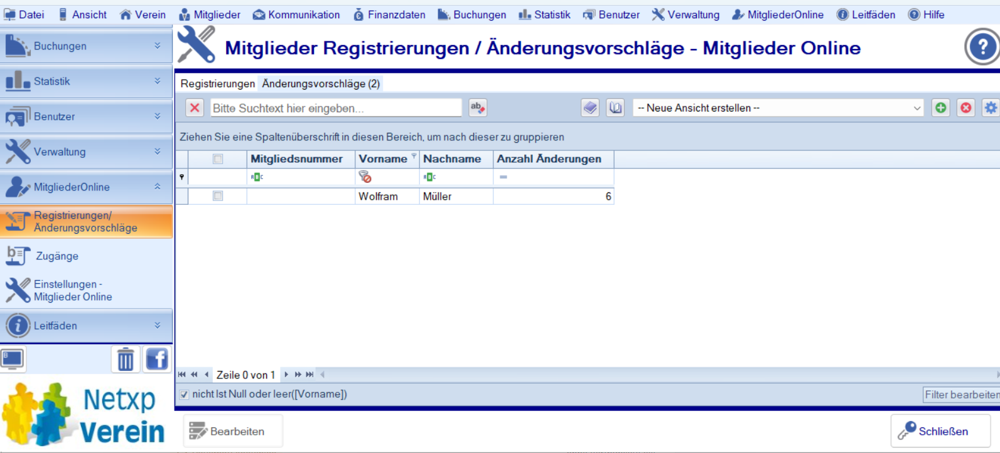 Datei Ansicht Verein Mitglieder Kommunikation Finanzdaten Buchungen Statistik Benutzer Verwaltung MitgliederOnline Leitfäden Hilfe
Buchungen
Statistik
Benutzer
Verwaltung
MitgliederOnline
Registrierungen/
Änderungsvorschläge
Zugänge
Einstellungen -
Mitglieder Online
Leitfäden
Netxp
Verein
Mitglieder Registrierungen / Änderungsvorschläge - Mitglieder Online
Registrierungen Änderungsvorschläge (2)
Bitte Suchtext hier eingeben... ab -- Neue Ansicht erstellen --
Ziehen Sie eine Spaltenüberschrift in diesen Bereich, um nach dieser zu gruppieren
Mitgliedsnummer Vorname Nachname Anzahl Änderungen
ABC ABC =
Wolfram Müller 6
Zeile 0 von 1
nicht Ist Null oder leer([Vorname]) Filter bearbeiten
Bearbeiten Schließen